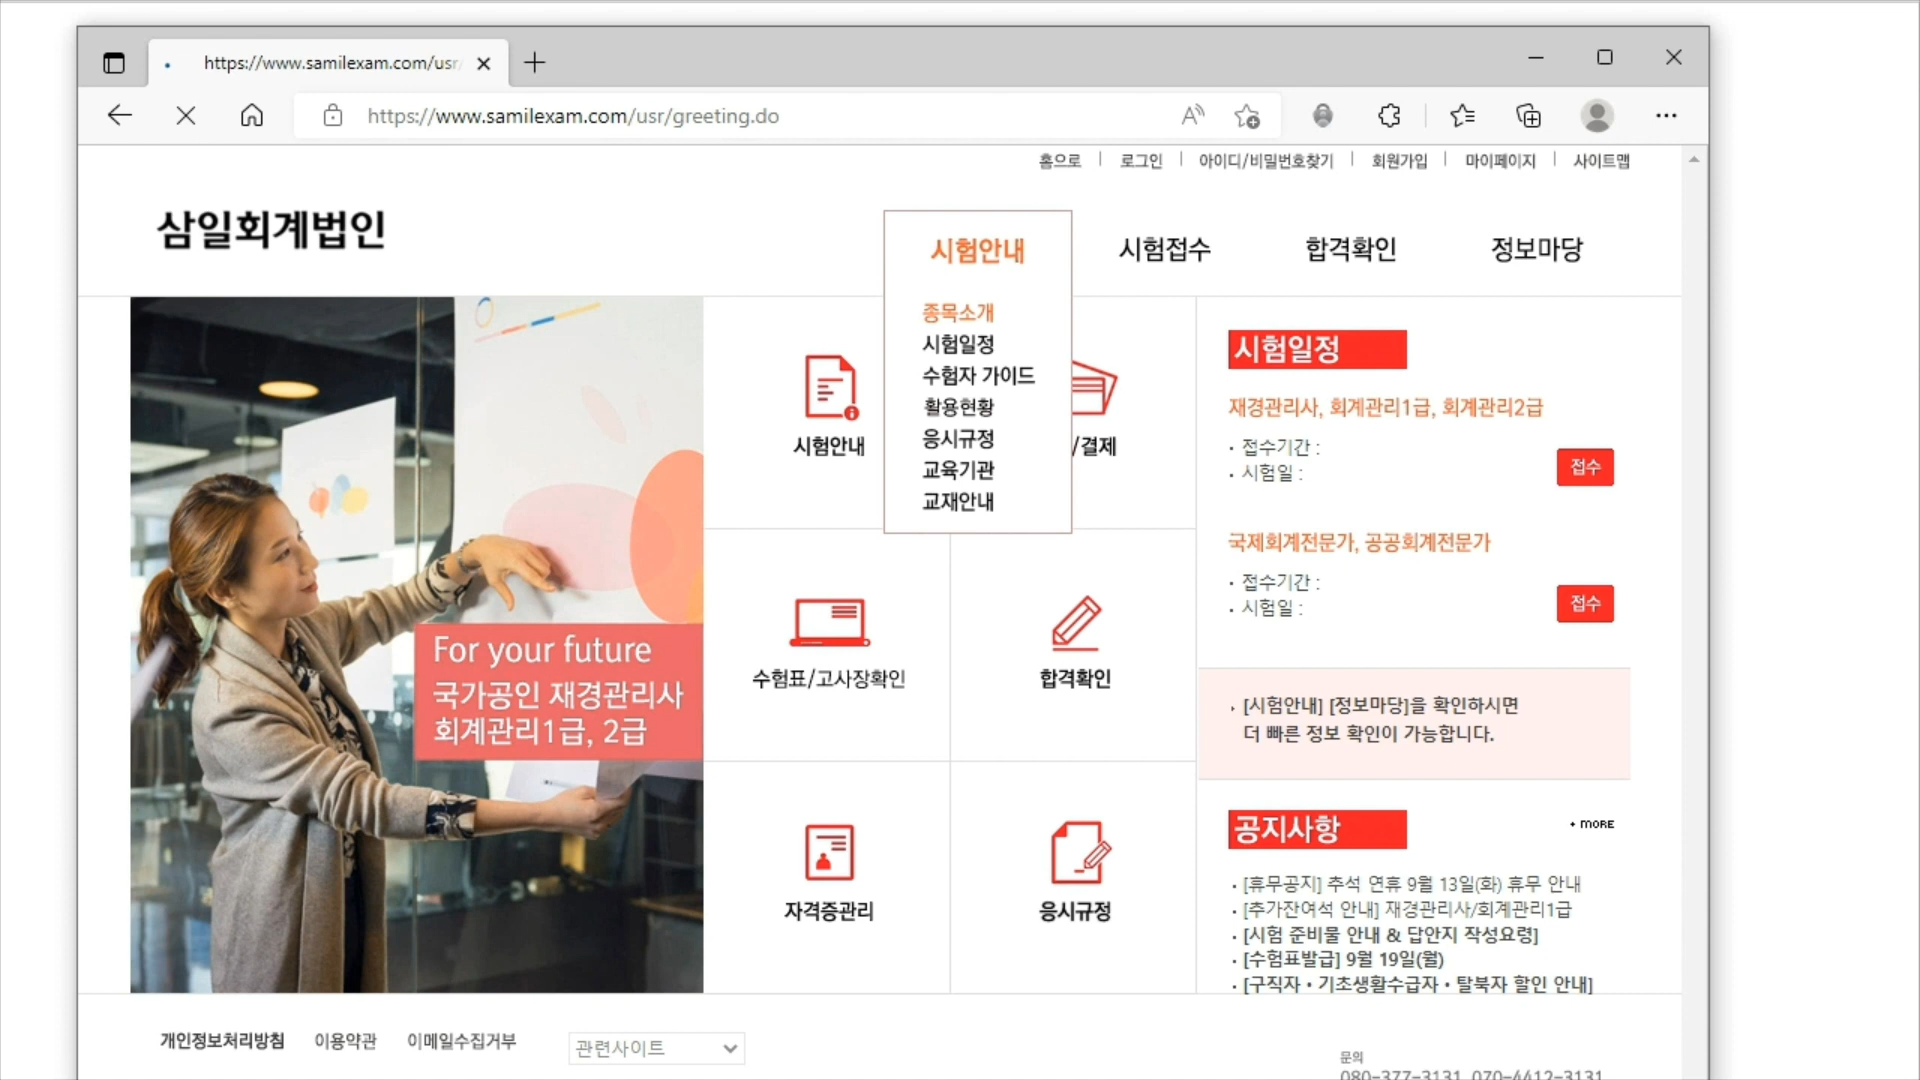 https://www.samilexam.com/usr/
https://www.samilexam.com/usr/greeting.do
홈으로 | 로그인 | 아이디/비밀번호찾기 | 회원가입 | 마이페이지 | 사이트맵
삼일회계법인
시험안내
시험접수
합격확인
정보마당
종목소개
시험일정
수험자 가이드
활용현황
응시규정
교육기관
교재안내
For your future
국가공인 재경관리사
회계관리1급, 2급
시험안내
/결제
수험표/고사장확인
합격확인
자격증관리
응시규정
시험일정
재경관리사, 회계관리1급, 회계관리2급
· 접수기간 :
· 시험일 :
접수
국제회계전문가, 공공회계전문가
· 접수기간 :
· 시험일 :
접수
[시험안내] [정보마당]을 확인하시면
더 빠른 정보 확인이 가능합니다.
공지사항
+ MORE
· [휴무공지] 추석 연휴 9월 13일(화) 휴무 안내
· [추가잔여석 안내] 재경관리사/회계관리1급
· [시험 준비물 안내 & 답안지 작성요령]
· [수험표발급] 9월 19일(월)
· [구직자 • 기초생활수급자 • 탈북자 할인 안내]
개인정보처리방침 이용약관 이메일수집거부
관련사이트
문의
080-377-3131, 070-4412-3131